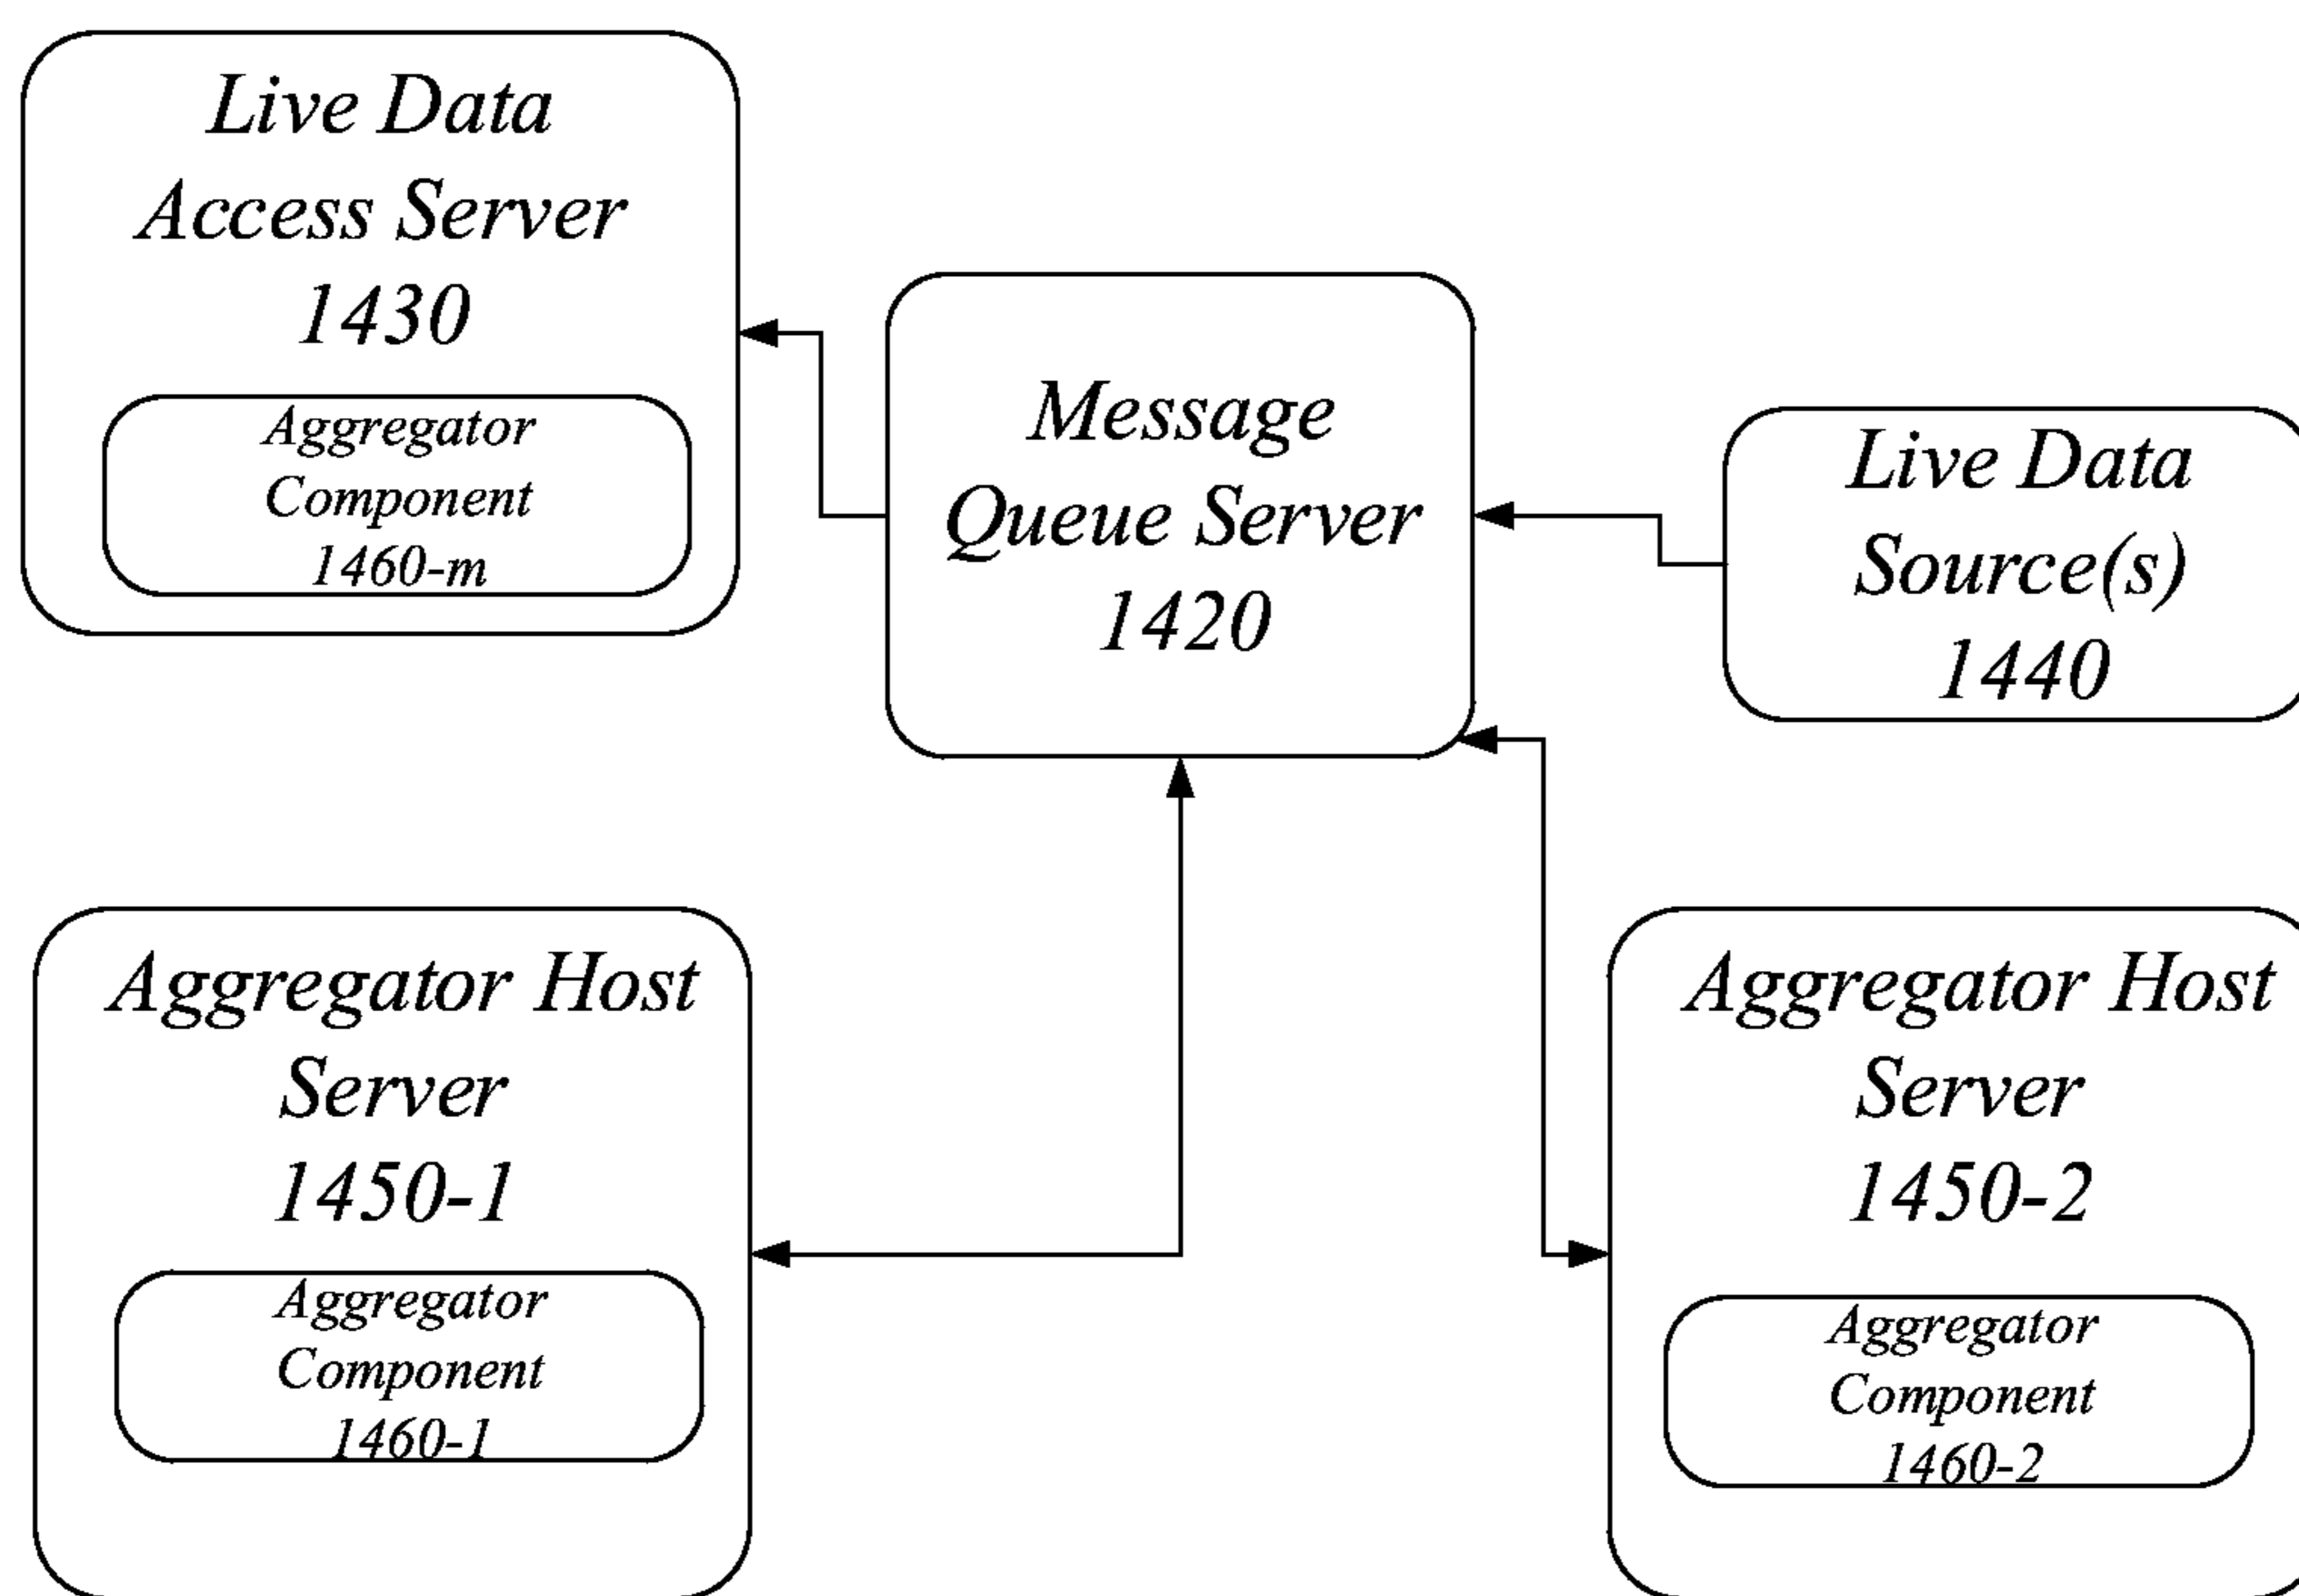 Live Data
Access Server
1430
Aggregator
Component
1460-m
Message
Queue Server
1420
Live Data
Source(s)
1440
Aggregator Host
Server
1450-1
Aggregator
Component
1460-1
Aggregator Host
Server
1450-2
Aggregator
Component
1460-2